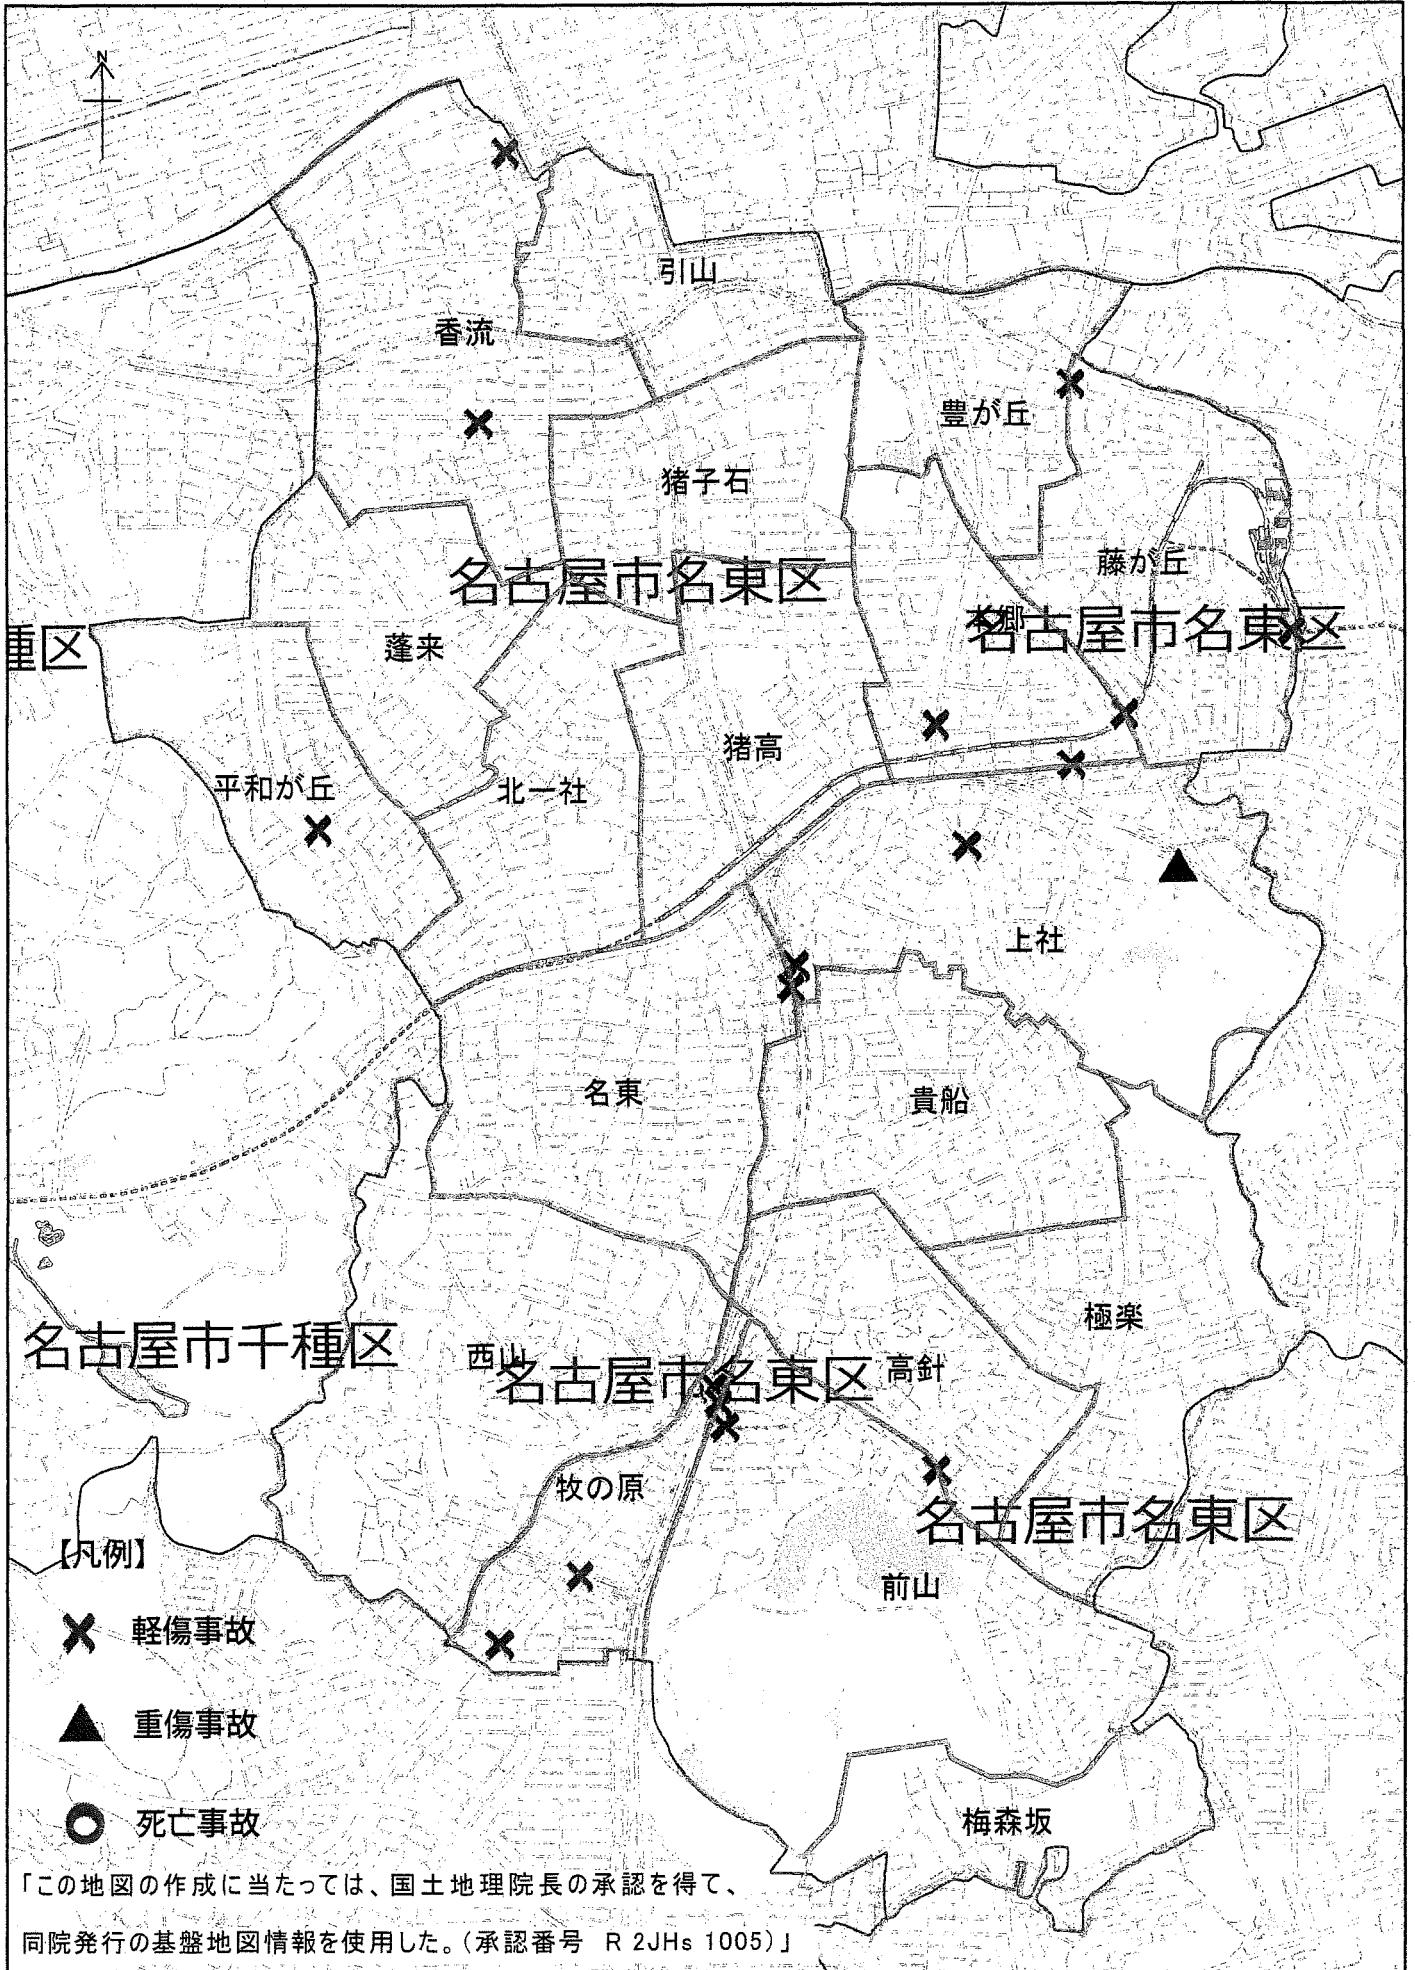 N
引山
香流
豊が丘
猪子石
藤が丘
名古屋市名東区
本郷
名古屋市名東区
種区
蓬来
猪高
平和が丘
北一社
上社
名東
貴船
極楽
名古屋市千種区
西山
名古屋市名東区
高針
牧の原
名古屋市名東区
前山
【凡例】
軽傷事故
重傷事故
死亡事故
梅森坂
「この地図の作成に当たっては、国土地理院長の承認を得て、
同院発行の基盤地図情報を使用した。(承認番号 R 2JHs 1005)」